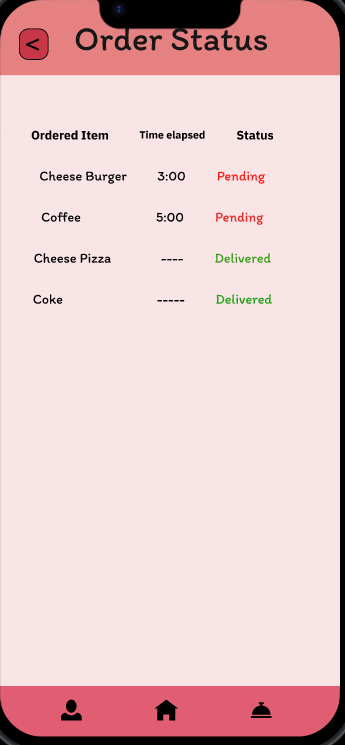 < Order Status
Ordered Item Time elapsed Status
Cheese Burger 3:00 Pending
Coffee 5:00 Pending
Cheese Pizza ---- Delivered
Coke ----- Delivered